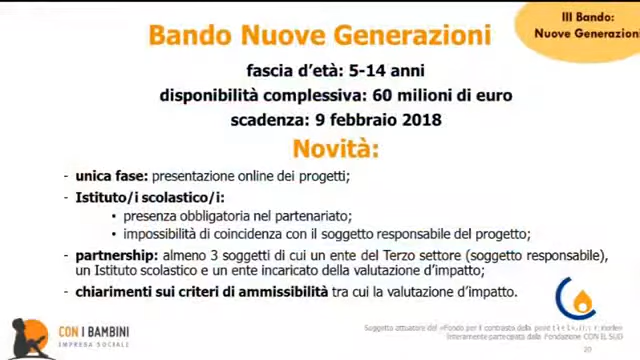 III Bando:
Nuove Generazioni
Bando Nuove Generazioni
fascia d'età: 5-14 anni
disponibilità complessiva: 60 milioni di euro
scadenza: 9 febbraio 2018
Novità:
- unica fase: presentazione online dei progetti;
- Istituto/i scolastico/i:
• presenza obbligatoria nel partenariato;
• impossibilità di coincidenza con il soggetto responsabile del progetto;
- partnership: almeno 3 soggetti di cui un ente del Terzo settore (soggetto responsabile),
un Istituto scolastico e un ente incaricato della valutazione d'impatto;
- chiarimenti sui criteri di ammissibilità tra cui la valutazione d'impatto.
CON I BAMBINI
IMPRESA SOCIALE
Soggetto attuatore del «Fondo per il contrasto della
Interamente partecipata dalla Fondazione CON IL SUD
20